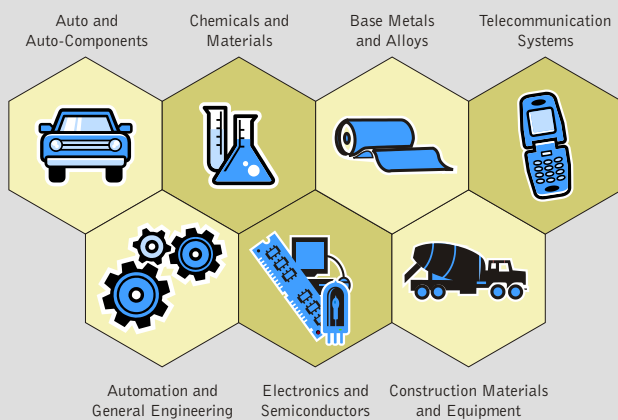 Auto and
Auto-Components
Chemicals and
Materials
Base Metals
and Alloys
Telecommunication
Systems
Automation and
General Engineering
Electronics and
Semiconductors
Construction Materials
and Equipment